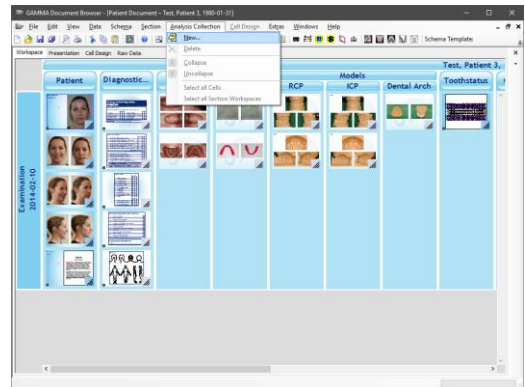 GAMMA Document Browser - [Patient Document - Test, Patient 3, 1980-01-31]
File Edit View Data Schema Section Analysis Collection Cell Design Extras Windows Help
Schema Template:
Workspace Presentation Cell Design Raw Data
New...
Delete
Collapse
Uncollapse
Select all Cells
Select all Section Workspaces
Test, Patient 3,
Models
Patient Diagnostic... RCP ICP Dental Arch Toothstatus
Examination
2014-02-10